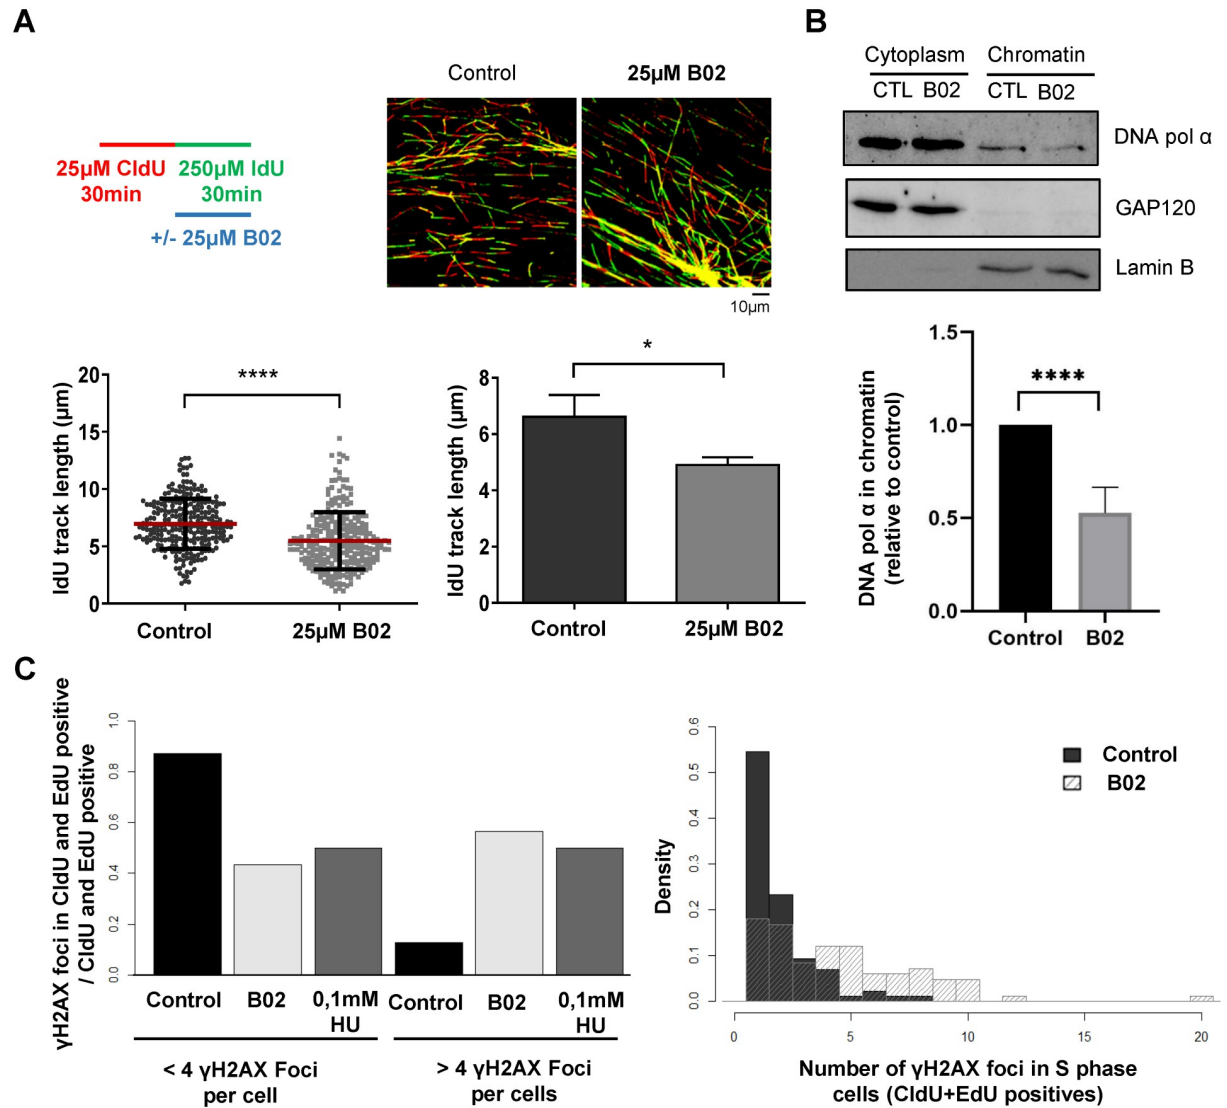 A
25µM CldU
30min
250µM IdU
30min
+/- 25µM B02
Control
25µM B02
10µm
B
Cytoplasm
Chromatin
CTL B02
CTL B02
DNA pol α
GAP120
Lamin B
IdU track length (µm)
20
15
10
5
0
****
Control
25µM B02
IdU track length (µm)
8
6
4
2
0
*
Control
25µM B02
DNA pol α in chromatin
(relative to control)
1.5
1.0
0.5
0.0
****
Control
B02
C
γH2AX foci in CldU and EdU positive
/ CldU and EdU positive
1.0
0.8
0.6
0.4
0.2
0.0
Control
B02
0,1mM
HU
Control
B02
0,1mM
HU
< 4 γH2AX Foci
per cell
> 4 γH2AX Foci
per cells
Density
0.6
0.5
0.4
0.3
0.2
0.1
0.0
Control
B02
0
5
10
15
20
Number of γH2AX foci in S phase
cells (CldU+EdU positives)